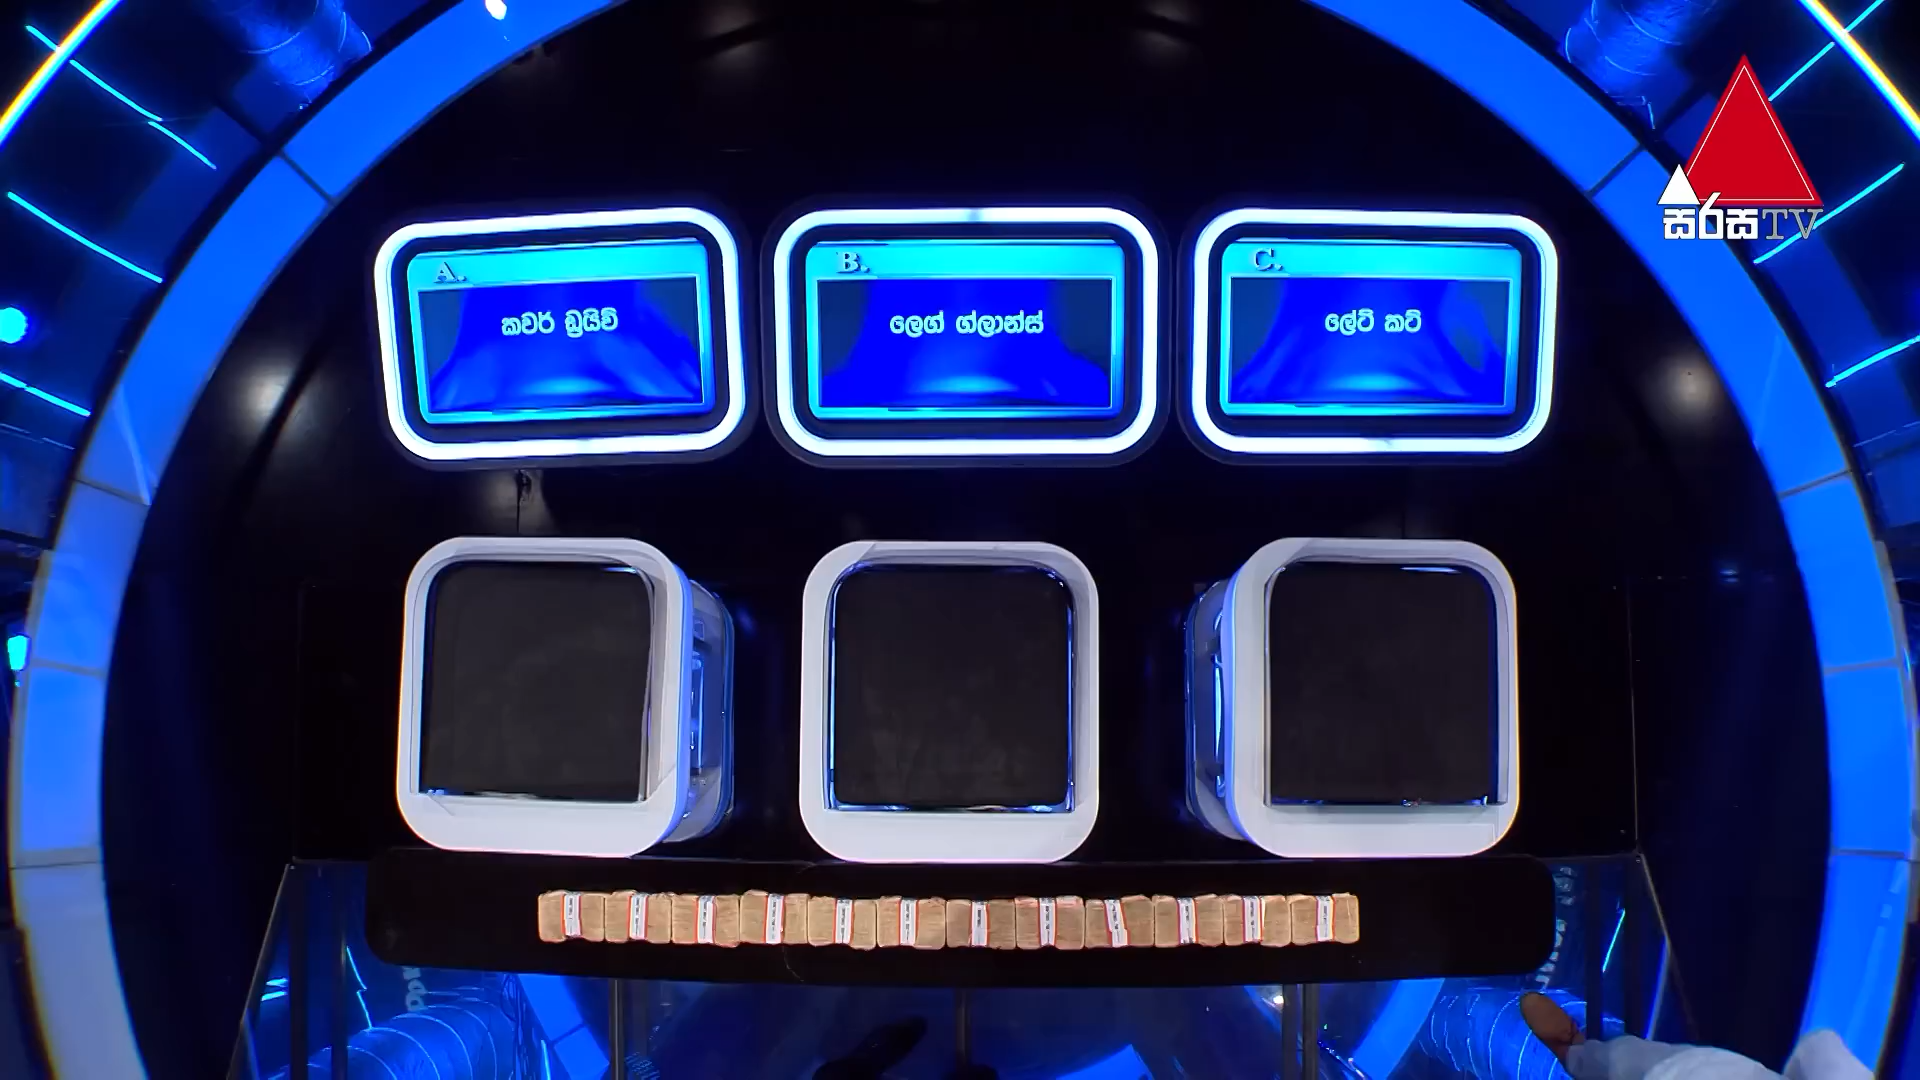 සිරස TV
A.
B.
C.
කවර් ඩ්‍රයිව්
ලෙග් ග්ලාන්ස්
ලේට් කට්